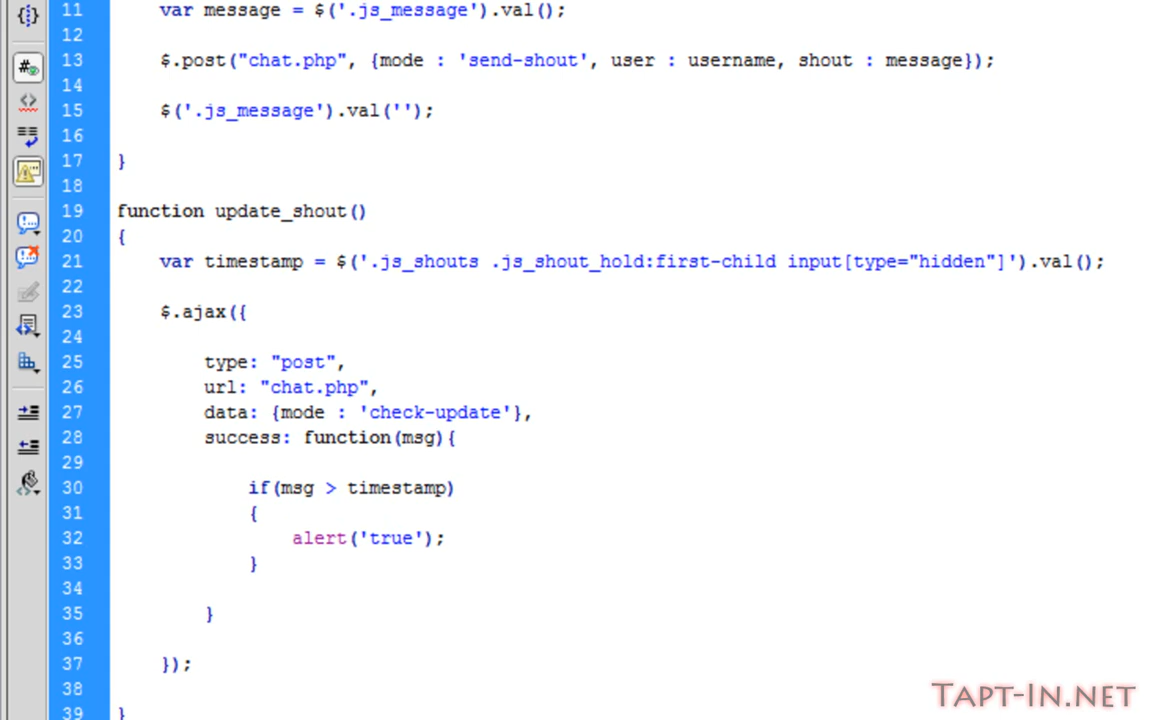 11 var message = $('.js_message').val();
12
13 $.post("chat.php", {mode : 'send-shout', user : username, shout : message});
14
15 $('.js_message').val('');
16
17 }
18
19 function update_shout()
20 {
21 var timestamp = $('.js_shouts .js_shout_hold:first-child input[type="hidden"]').val();
22
23 $.ajax({
24
25 type: "post",
26 url: "chat.php",
27 data: {mode : 'check-update'},
28 success: function(msg){
29
30 if(msg > timestamp)
31 {
32 alert('true');
33 }
34
35 }
36
37 });
38
39 }
TAPT-IN.NET